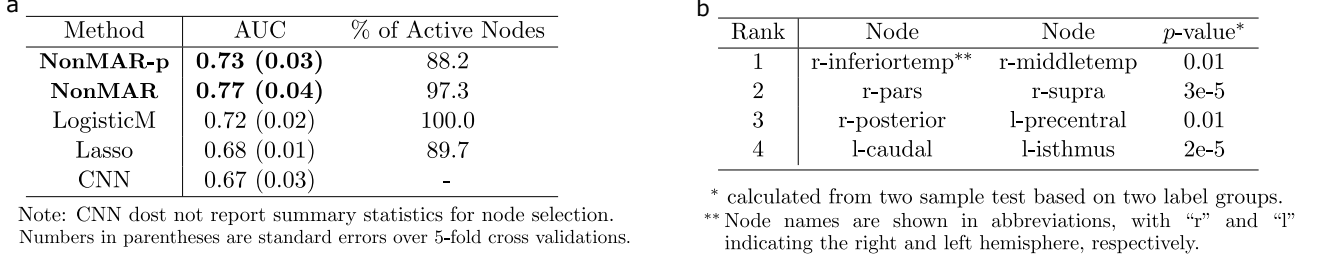 a
Method AUC % of Active Nodes
NonMAR-p 0.73 (0.03) 88.2
NonMAR 0.77 (0.04) 97.3
LogisticM 0.72 (0.02) 100.0
Lasso 0.68 (0.01) 89.7
CNN 0.67 (0.03) -
Note: CNN dost not report summary statistics for node selection.
Numbers in parentheses are standard errors over 5-fold cross validations.
b
Rank Node Node p-value*
1 r-inferiortemp** r-middletemp 0.01
2 r-pars r-supra 3e-5
3 r-posterior l-precentral 0.01
4 l-caudal l-isthmus 2e-5
* calculated from two sample test based on two label groups.
** Node names are shown in abbreviations, with “r” and “l”
indicating the right and left hemisphere, respectively.